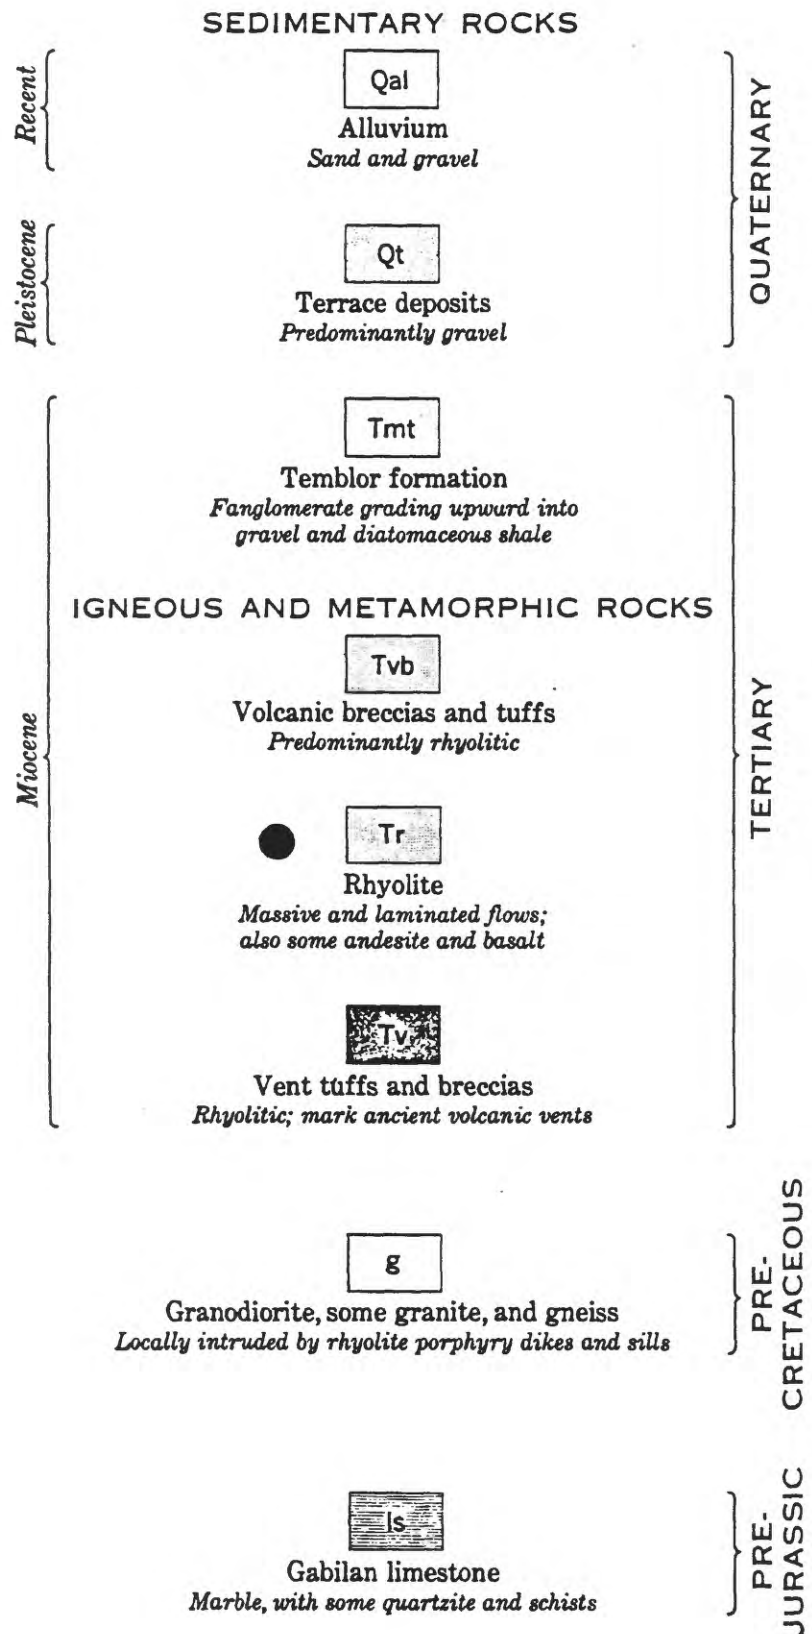 SEDIMENTARY ROCKS
Recent
Qal
Alluvium
Sand and gravel
QUATERNARY
Pleistocene
Qt
Terrace deposits
Predominantly gravel
Tmt
Temblor formation
Fanglomerate grading upwurd into
gravel and diatomaceous shale
IGNEOUS AND METAMORPHIC ROCKS
Tvb
Volcanic breccias and tuffs
Predominantly rhyolitic
Miocene
TERTIARY
Tr
Rhyolite
Massive and laminated flows;
also some andesite and basalt
Tv
Vent tuffs and breccias
Rhyolitic; mark ancient volcanic vents
g
Granodiorite, some granite, and gneiss
Locally intruded by rhyolite porphyry dikes and sills
PRE-
CRETACEOUS
ls
Gabilan limestone
Marble, with some quartzite and schists
PRE-
JURASSIC